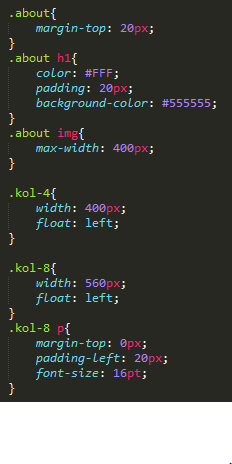 .about{
    margin-top: 20px;
}
.about h1{
    color: #FFF;
    padding: 20px;
    background-color: #555555;
}
.about img{
    max-width: 400px;
}

.kol-4{
    width: 400px;
    float: left;
}

.kol-8{
    width: 560px;
    float: left;
}
.kol-8 p{
    margin-top: 0px;
    padding-left: 20px;
    font-size: 16pt;
}
.